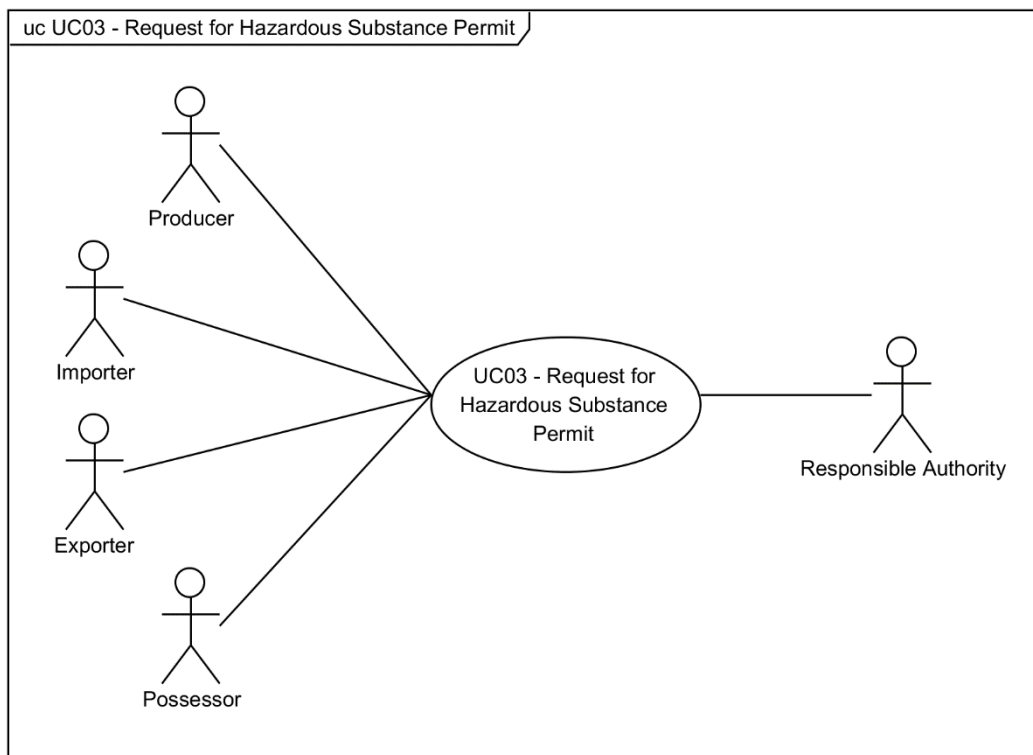 uc UC03 - Request for Hazardous Substance Permit
Producer
Importer
UC03 - Request for
Hazardous Substance
Permit
Responsible Authority
Exporter
Possessor